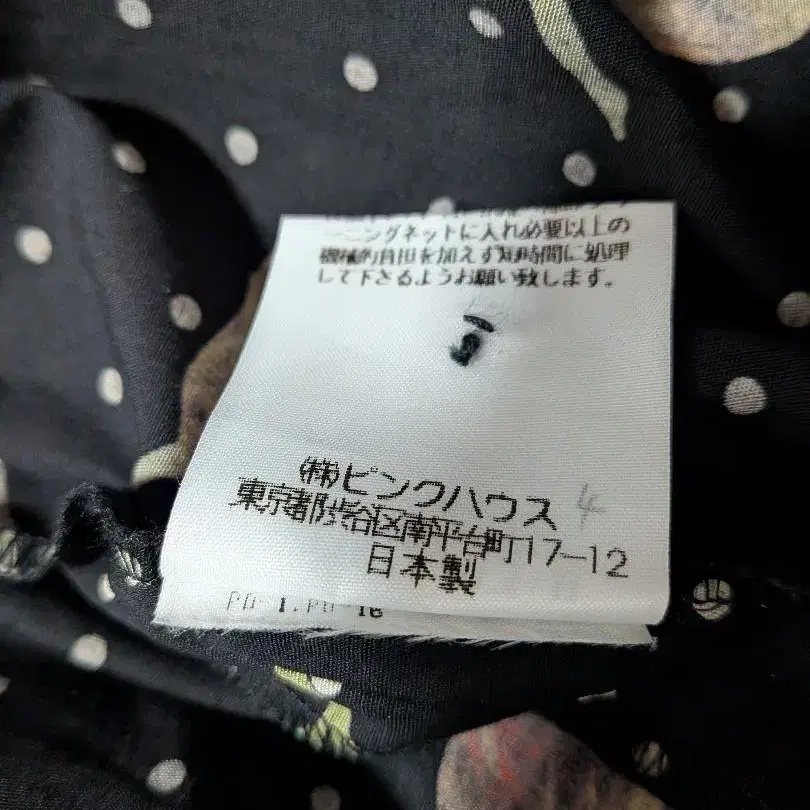 ーニングネットに入れ必要以上の
機械的負担を加えず短時間に処理
して下さるようお願い致します。
㈱ピンクハウス 4
東京都渋谷区南平台町17-12
日本製